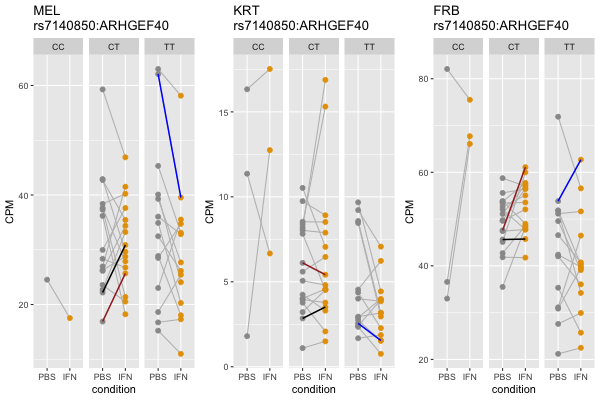 MEL
rs7140850:ARHGEF40
CC CT TT
60
40
20
CPM
PBS IFN PBS IFN PBS IFN
condition
KRT
rs7140850:ARHGEF40
CC CT TT
15
10
5
0
CPM
PBS IFN PBS IFN PBS IFN
condition
FRB
rs7140850:ARHGEF40
CC CT TT
80
60
40
20
CPM
PBS IFN PBS IFN PBS IFN
condition